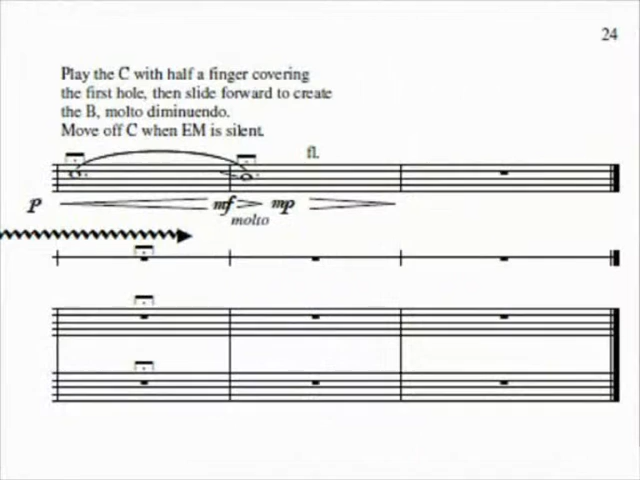 24
Play the C with half a finger covering
the first hole, then slide forward to create
the B, molto diminuendo.
Move off C when EM is silent.
fl.
p mf mp
molto